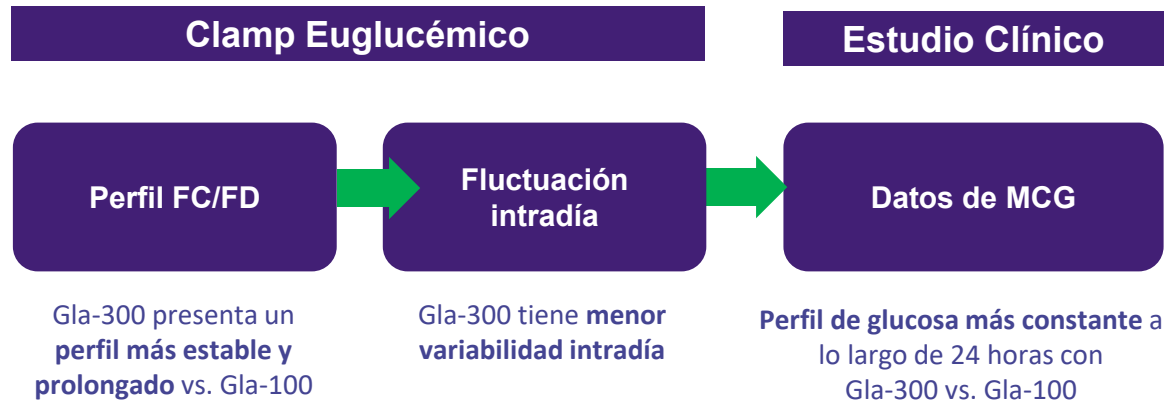 Clamp Euglucémico
Estudio Clínico
Perfil FC/FD
Fluctuación
intradía
Datos de MCG
Gla-300 presenta un
perfil más estable y
prolongado vs. Gla-100
Gla-300 tiene menor
variabilidad intradía
Perfil de glucosa más constante a
lo largo de 24 horas con
Gla-300 vs. Gla-100